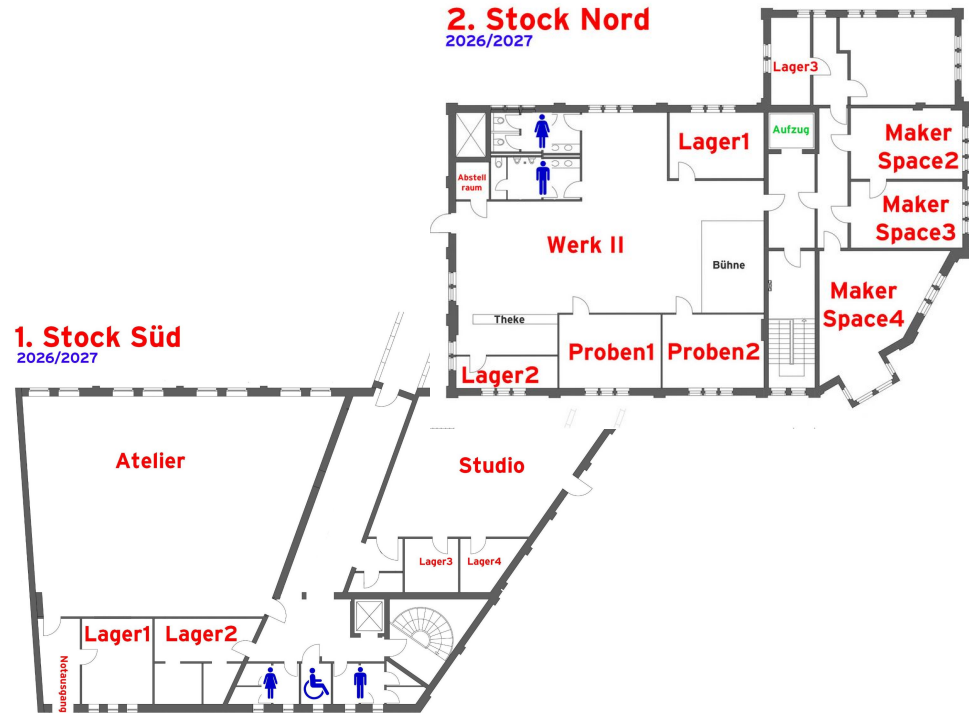 2. Stock Nord
2026/2027
Lager3
Aufzug
Maker
Space2
Lager1
Abstell
raum
Maker
Space3
Werk II
Bühne
Maker
Space4
Theke
Proben1
Proben2
Lager2
1. Stock Süd
2026/2027
Atelier
Studio
Lager3
Lager4
Lager1
Lager2
Notausgang